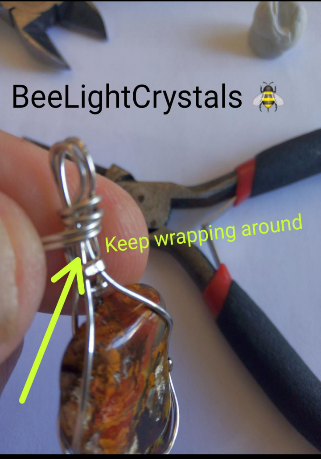 BeeLightCrystals 🐝
Keep wrapping around